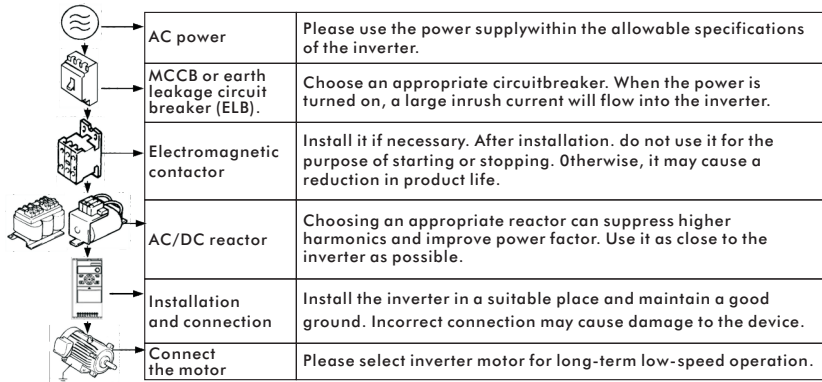 AC power
Please use the power supplywithin the allowable specifications
of the inverter.
MCCB or earth
leakage circuit
breaker (ELB).
Choose an appropriate circuitbreaker. When the power is
turned on, a large inrush current will flow into the inverter.
Electromagnetic
contactor
Install it if necessary. After installation. do not use it for the
purpose of starting or stopping. 0therwise, it may cause a
reduction in product life.
AC/DC reactor
Choosing an appropriate reactor can suppress higher
harmonics and improve power factor. Use it as close to the
inverter as possible.
Installation
and connection
Install the inverter in a suitable place and maintain a good
ground. Incorrect connection may cause damage to the device.
Connect
the motor
Please select inverter motor for long-term low-speed operation.